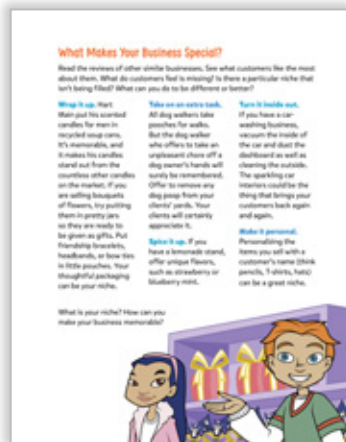 What Makes Your Business Special?
Read the reviews of other similar businesses. See what customers like the most
about them. What do customers feel is missing? Is there a particular niche that
isn't being filled? What can you do to be different or better?
Wrap it up. Hart
Main put his scented
candles for men in
recycled soup cans.
It's memorable, and
it makes his candles
stand out from the
countless other candles
on the market. If you
are selling bouquets
of flowers, try putting
them in pretty jars
so they are ready to
be given as gifts. Put
friendship bracelets,
headbands, or bow ties
in little pouches. Your
thoughtful packaging
can be your niche.
Take on an extra task.
All dog walkers take
pooches for walks.
But the dog walker
who offers to take an
unpleasant chore off a
dog owner's hands will
surely be remembered.
Offer to remove any
dog poop from your
clients' yards. Your
clients will certainly
appreciate it.
Spice it up. If you
have a lemonade stand,
offer unique flavors,
such as strawberry or
blueberry mint.
Turn it inside out.
If you have a car-
washing business,
vacuum the inside of
the car and dust the
dashboard as well as
cleaning the outside.
The sparkling car
interiors could be the
thing that brings your
customers back again
and again.
Make it personal.
Personalizing the
items you sell with a
customer's name (think
pencils, T-shirts, hats)
can be a great niche.
What is your niche? How can you
make your business memorable?